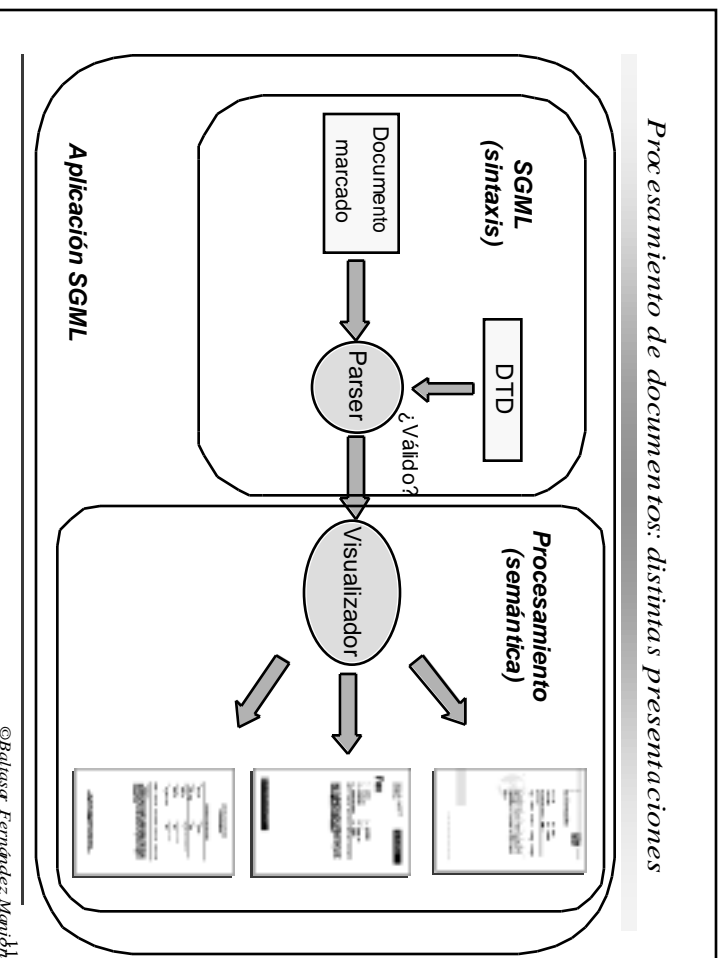 Procesamiento de documentos: distintas presentaciones
SGML
(sintaxis)
DTD
Documento
marcado
Parser
¿Válido?
Procesamiento
(semántica)
Visualizador
Fax
Aplicación SGML
©Baltasar Fernández Manjón
11